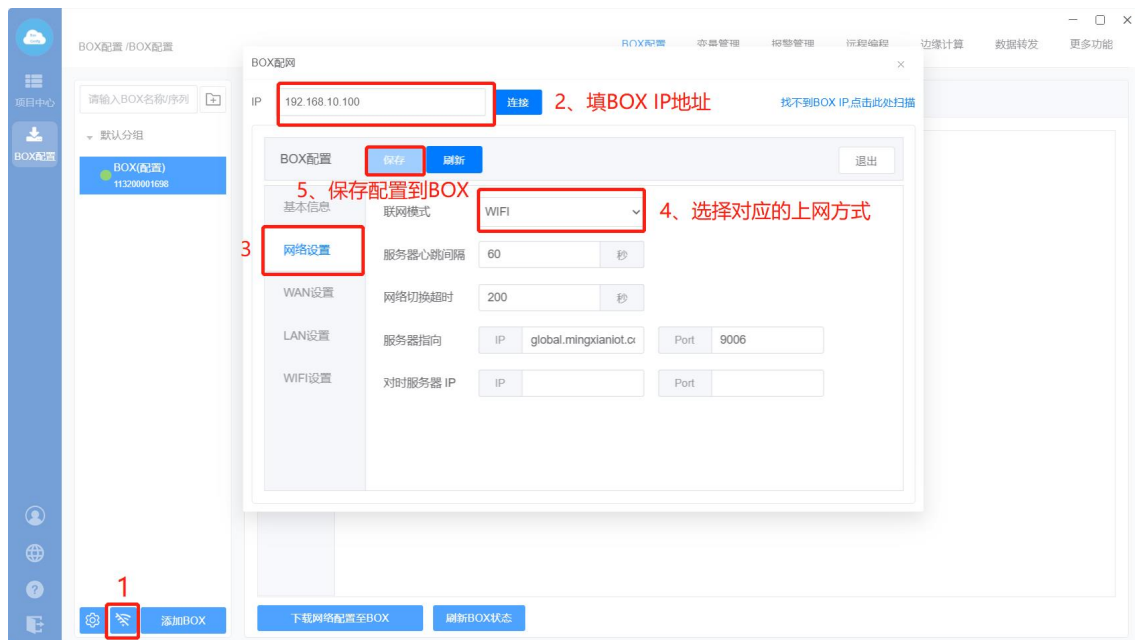 BOX配置 /BOX配置
BOX配置 变量管理 报警管理 远程编程 边缘计算 数据转发 更多功能
项目中心
BOX配置
请输入BOX名称/序列
默认分组
BOX(配置)
113200001698
BOX配网
IP 192.168.10.100 连接 2、填BOX IP地址 找不到BOX IP,点击此处扫描
BOX配置 保存 刷新 退出
5、保存配置到BOX
基本信息
3 网络设置
WAN设置
LAN设置
WIFI设置
联网模式 WIFI 4、选择对应的上网方式
服务器心跳间隔 60 秒
网络切换超时 200 秒
服务器指向 IP global.mingxianiot.cc Port 9006
对时服务器 IP IP Port
1
添加BOX
下载网络配置至BOX 刷新BOX状态